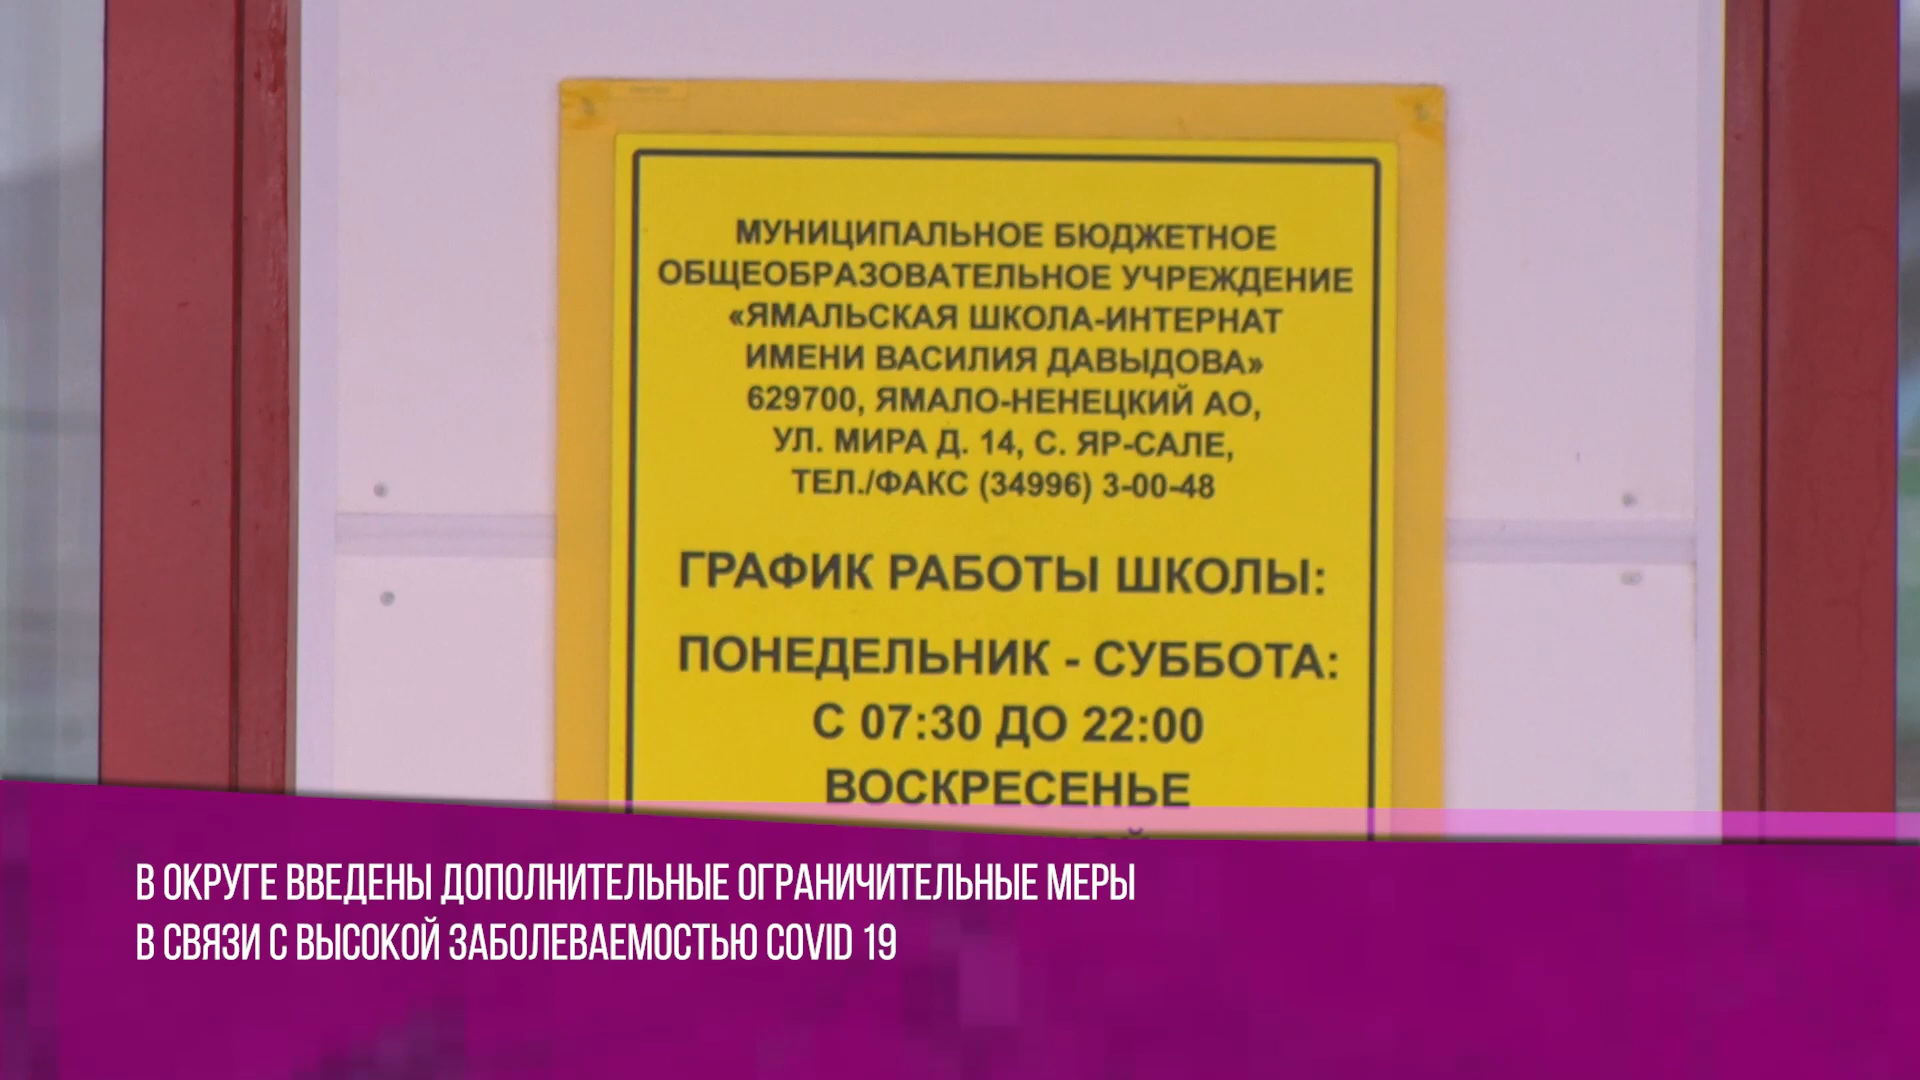 МУНИЦИПАЛЬНОЕ БЮДЖЕТНОЕ
ОБЩЕОБРАЗОВАТЕЛЬНОЕ УЧРЕЖДЕНИЕ
«ЯМАЛЬСКАЯ ШКОЛА-ИНТЕРНАТ
ИМЕНИ ВАСИЛИЯ ДАВЫДОВА»
629700, ЯМАЛО-НЕНЕЦКИЙ АО,
УЛ. МИРА Д. 14, С. ЯР-САЛЕ,
ТЕЛ./ФАКС (34996) 3-00-48
ГРАФИК РАБОТЫ ШКОЛЫ:
ПОНЕДЕЛЬНИК - СУББОТА:
С 07:30 ДО 22:00
ВОСКРЕСЕНЬЕ
В ОКРУГЕ ВВЕДЕНЫ ДОПОЛНИТЕЛЬНЫЕ ОГРАНИЧИТЕЛЬНЫЕ МЕРЫ
В СВЯЗИ С ВЫСОКОЙ ЗАБОЛЕВАЕМОСТЬЮ COVID 19